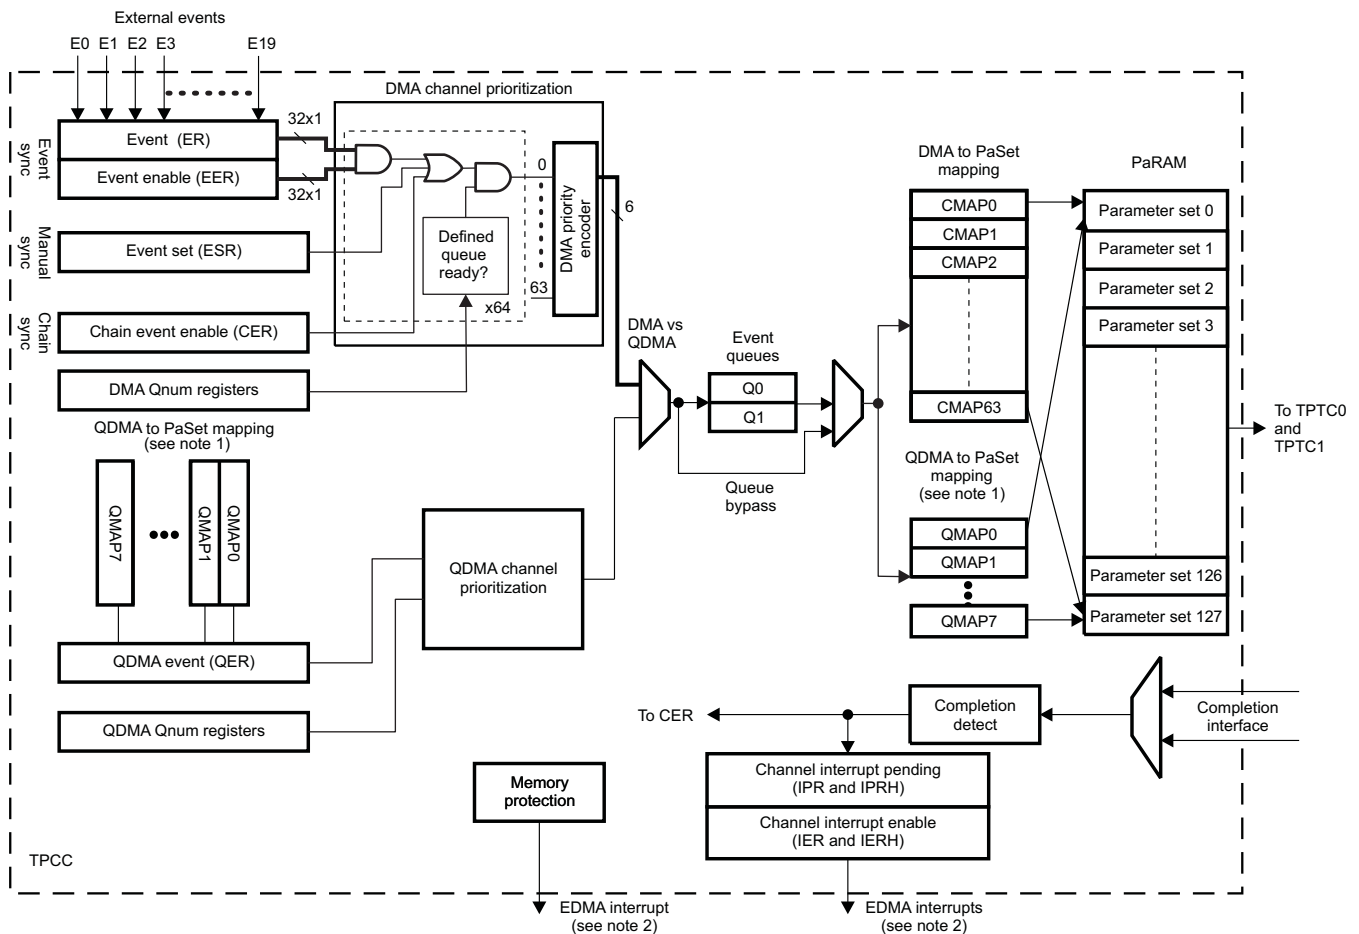 External events
E0 E1 E2 E3 E19
DMA channel prioritization
Event sync
Event (ER)
Event enable (EER)
32x1
32x1
Manual sync
Event set (ESR)
Chain sync
Chain event enable (CER)
DMA Qnum registers
Defined
queue
ready?
x64
0
63
DMA priority
encoder
6
DMA vs
QDMA
Event
queues
Q0
Q1
Queue
bypass
DMA to PaSet
mapping
CMAP0
CMAP1
CMAP2
CMAP63
QDMA to PaSet
mapping
(see note 1)
QMAP0
QMAP1
QMAP7
PaRAM
Parameter set 0
Parameter set 1
Parameter set 2
Parameter set 3
Parameter set 126
Parameter set 127
To TPTC0
and
TPTC1
QDMA to PaSet mapping
(see note 1)
QMAP7
QMAP1
QMAP0
QDMA event (QER)
QDMA Qnum registers
QDMA channel
prioritization
To CER
Completion
detect
Completion
interface
Channel interrupt pending
(IPR and IPRH)
Channel interrupt enable
(IER and IERH)
Memory
protection
TPCC
EDMA interrupt
(see note 2)
EDMA interrupts
(see note 2)